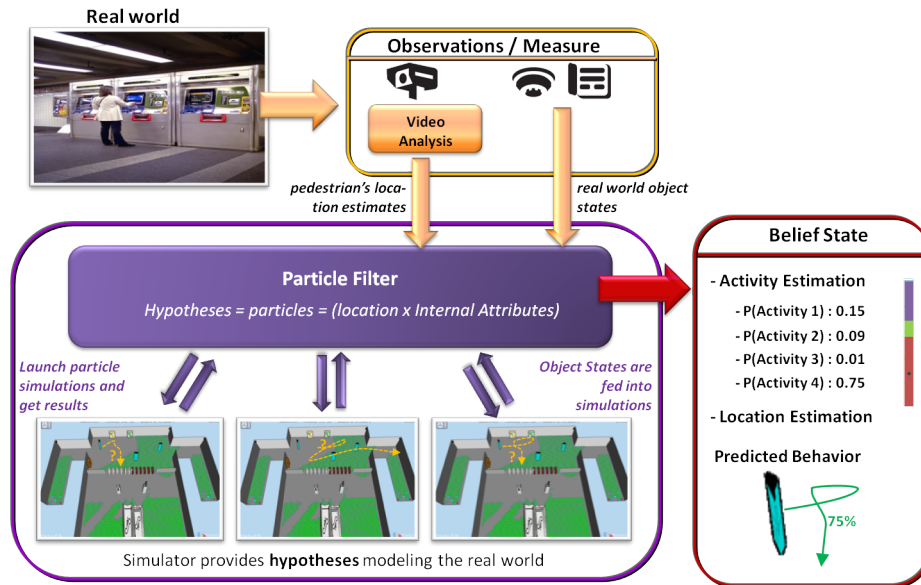 Real world
Observations / Measure
Video
Analysis
pedestrian's loca-
tion estimates
real world object
states
Particle Filter
Hypotheses = particles = (location x Internal Attributes)
Launch particle
simulations and
get results
Object States are
fed into
simulations
?
?
?
Simulator provides hypotheses modeling the real world
Belief State
- Activity Estimation
- P(Activity 1) : 0.15
- P(Activity 2) : 0.09
- P(Activity 3) : 0.01
- P(Activity 4) : 0.75
- Location Estimation
Predicted Behavior
75%